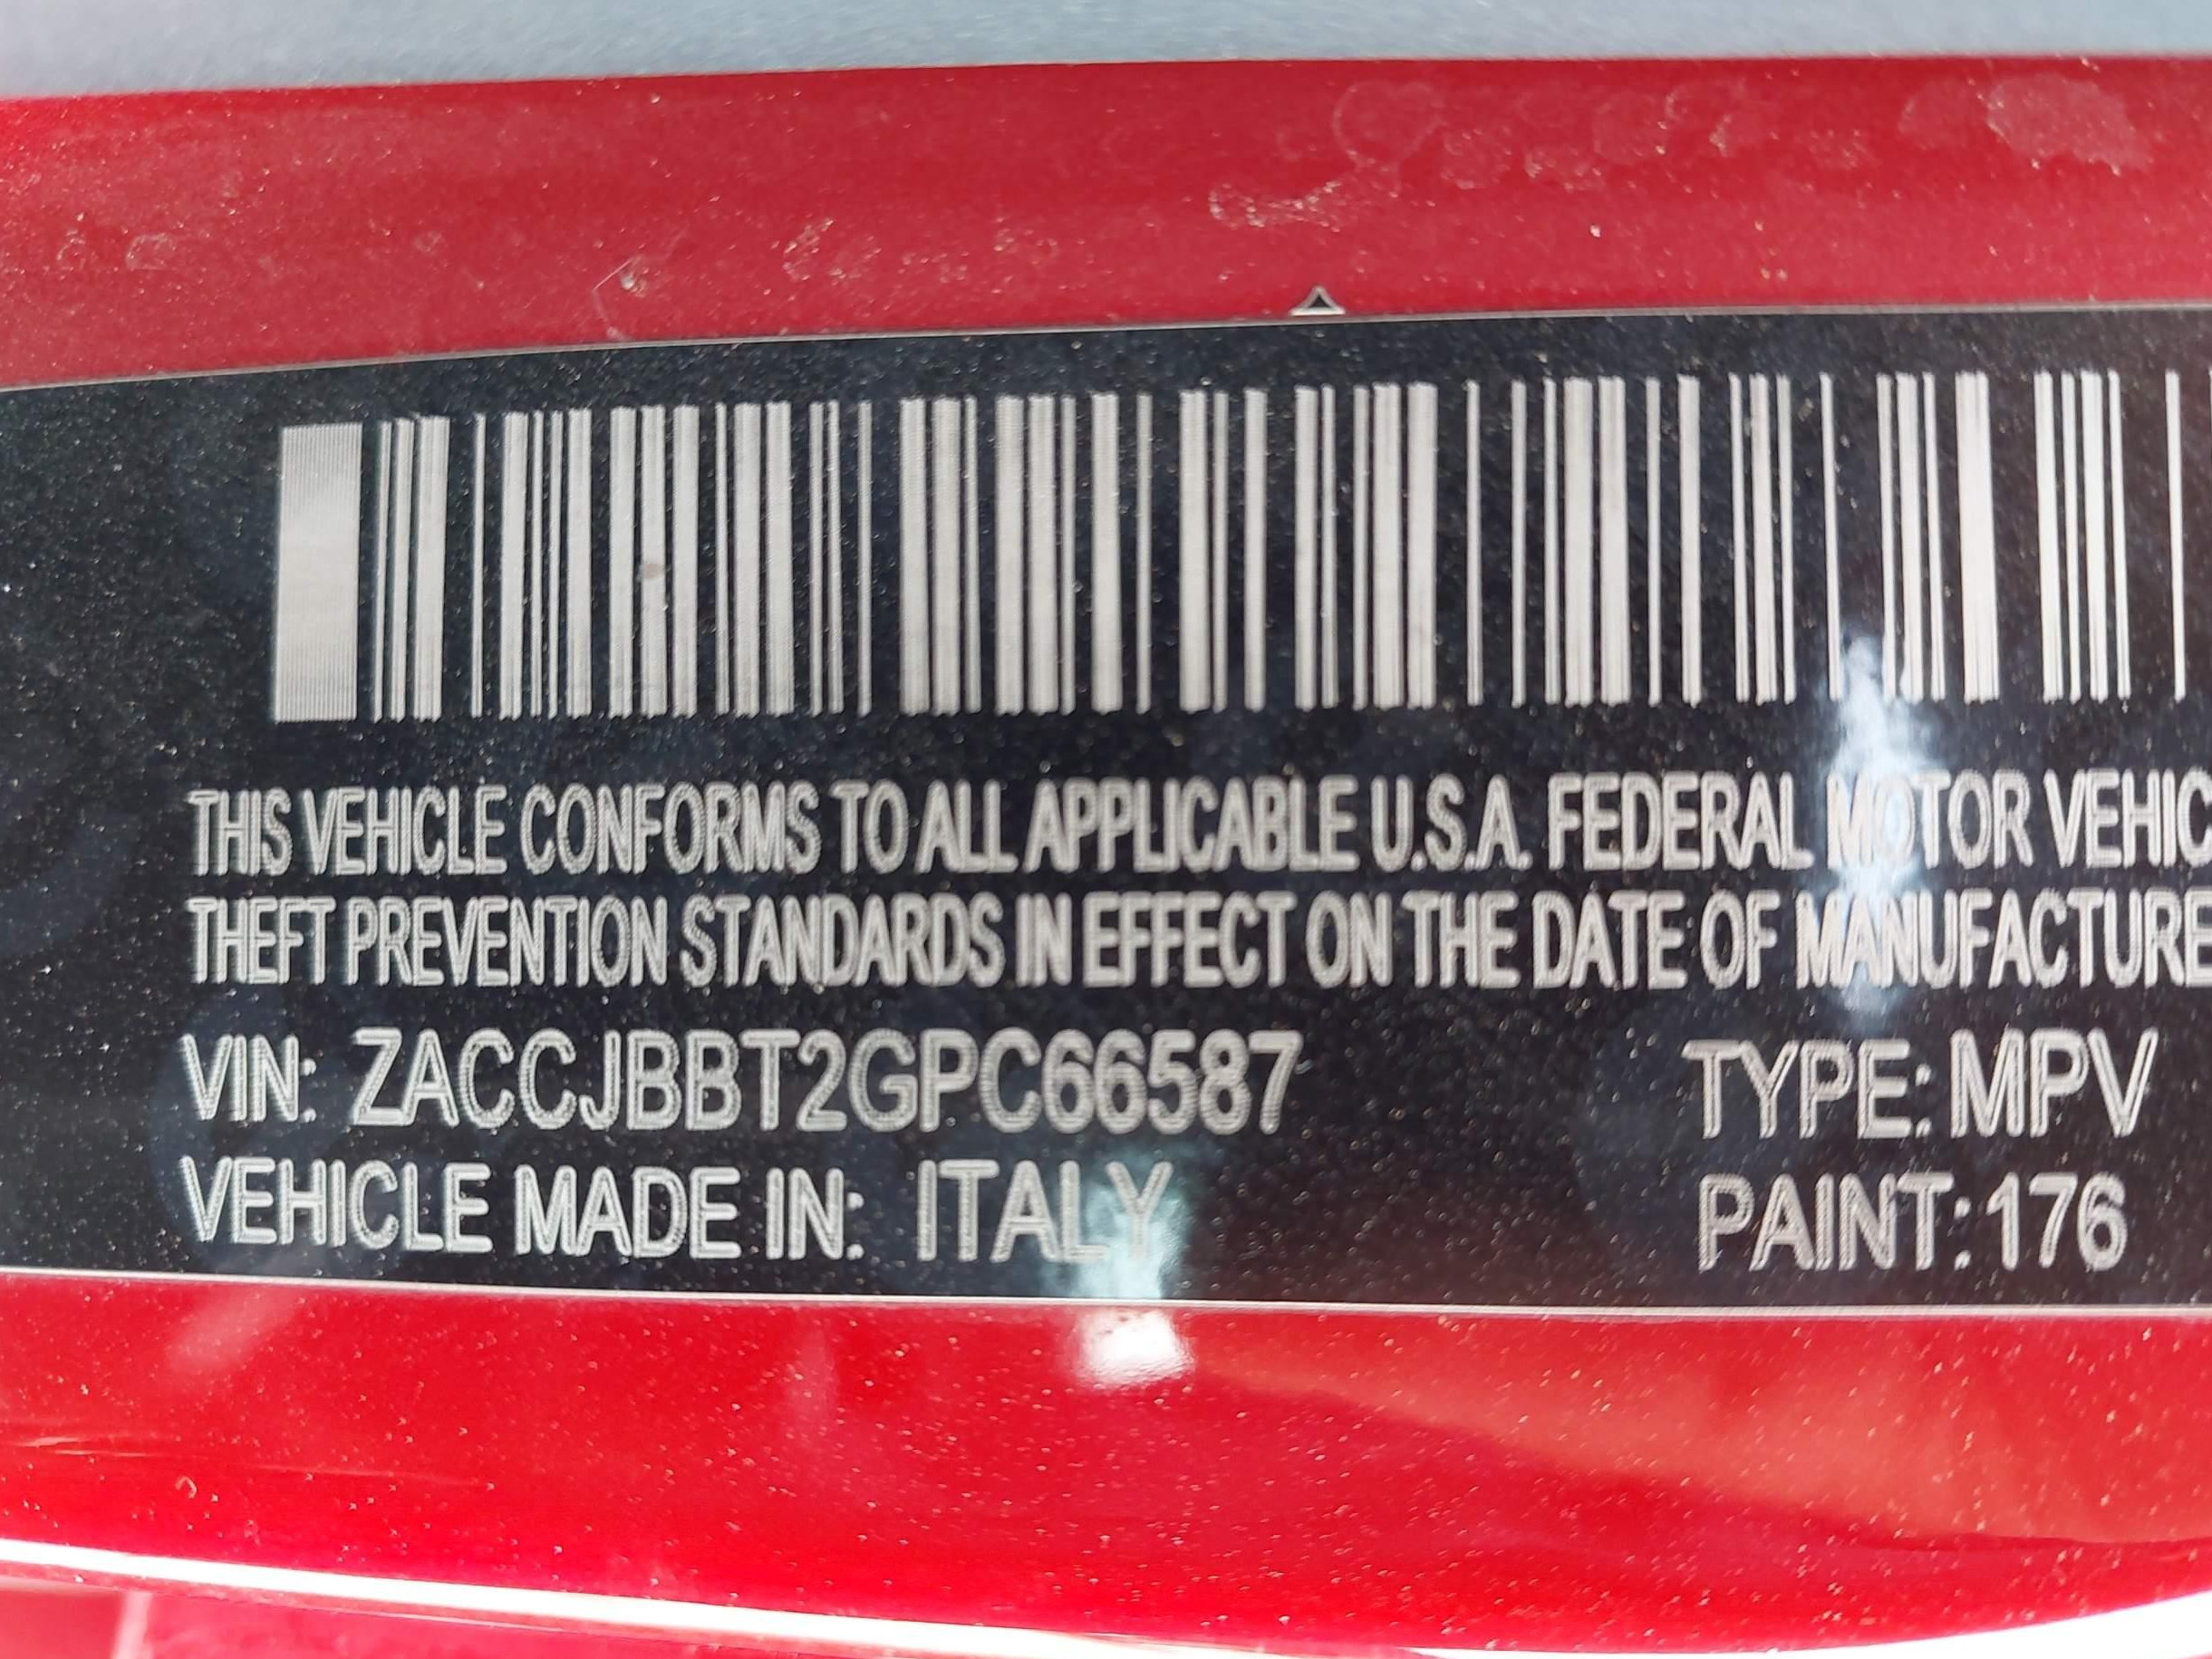 THIS VEHICLE CONFORMS TO ALL APPLICABLE U.S.A. FEDERAL MOTOR VEHIC
THEFT PREVENTION STANDARDS IN EFFECT ON THE DATE OF MANUFACTURE
VIN: ZACCJBBT2GPC66587 TYPE: MPV
VEHICLE MADE IN: ITALY PAINT: 176